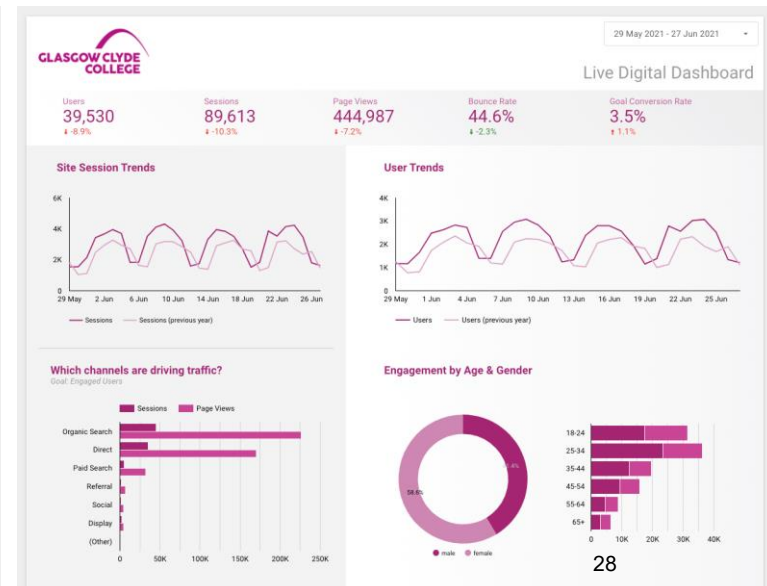 GLASGOW CLYDE
COLLEGE
29 May 2021 - 27 Jun 2021
Live Digital Dashboard
Users
39,530
-8.9%
Sessions
89,613
-10.3%
Page Views
444,987
-7.2%
Bounce Rate
44.6%
-2.3%
Goal Conversion Rate
3.5%
1.1%
Site Session Trends
6K
4K
2K
0
29 May 2 Jun 6 Jun 10 Jun 14 Jun 18 Jun 22 Jun 26 Jun
Sessions Sessions (previous year)
User Trends
4K
3K
2K
1K
0
29 May 1 Jun 4 Jun 7 Jun 10 Jun 13 Jun 16 Jun 19 Jun 22 Jun 25 Jun
Users Users (previous year)
Which channels are driving traffic?
Goal: Engaged Users
Sessions Page Views
Organic Search
Direct
Paid Search
Referral
Social
Display
(Other)
0 50K 100K 150K 200K 250K
Engagement by Age & Gender
58.6%
male female
18-24
25-34
35-44
45-54
55-64
65+
0 10K 20K 30K 40K
28